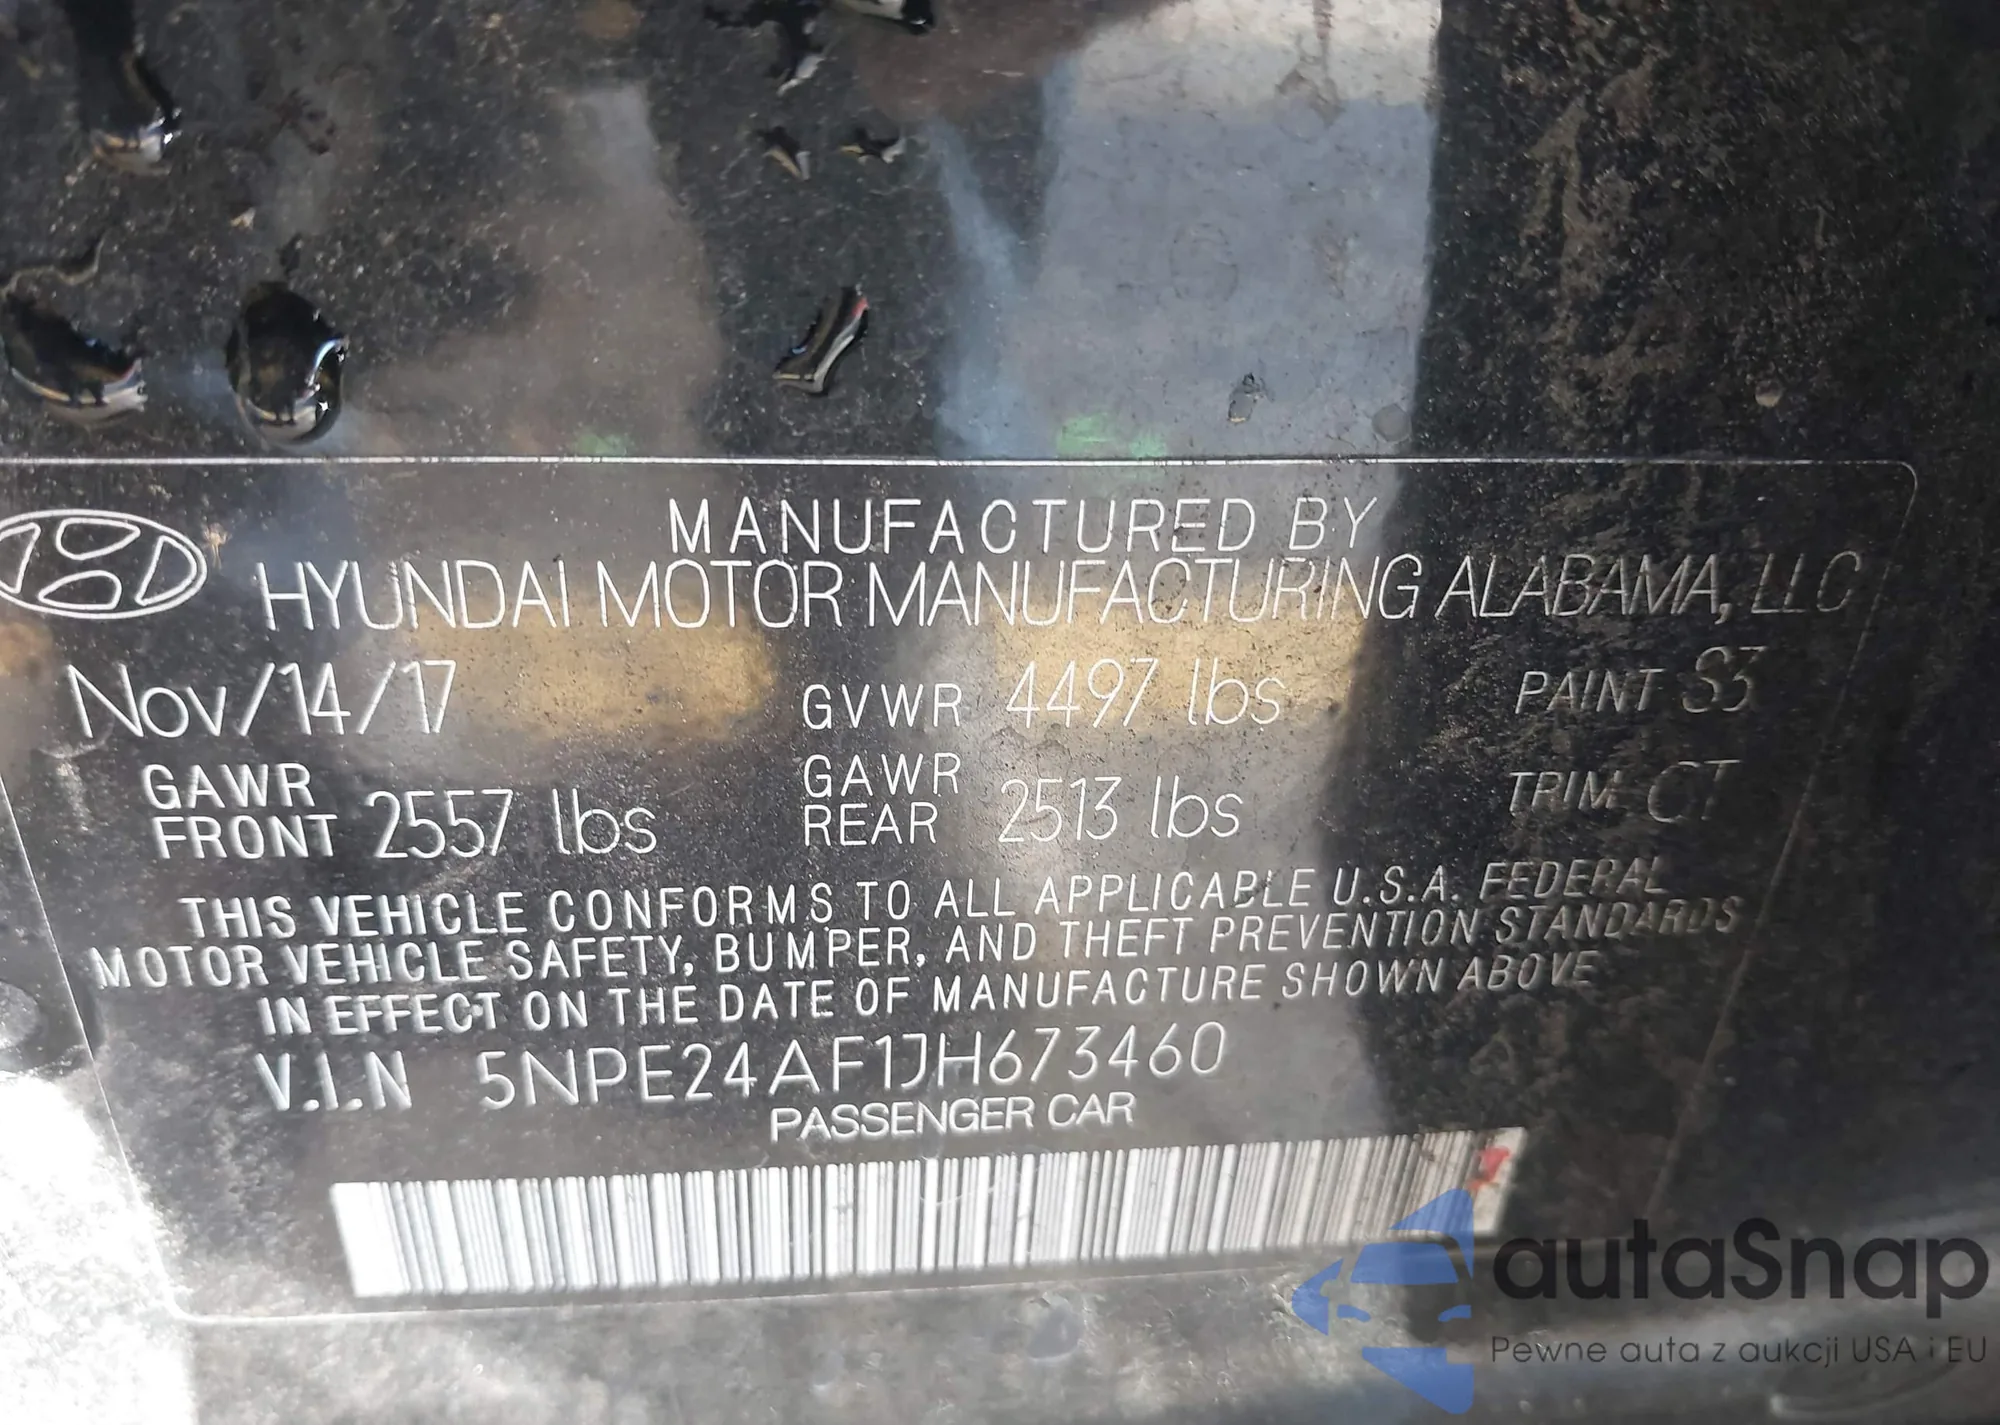 MANUFACTURED BY
HYUNDAI MOTOR MANUFACTURING ALABAMA, LLC
Nov/14/17 GVWR 4497 lbs PAINT S3
GAWR FRONT 2557 lbs GAWR REAR 2513 lbs TRIM CT
THIS VEHICLE CONFORMS TO ALL APPLICABLE U.S.A. FEDERAL
MOTOR VEHICLE SAFETY, BUMPER, AND THEFT PREVENTION STANDARDS
IN EFFECT ON THE DATE OF MANUFACTURE SHOWN ABOVE
V.I.N 5NPE24AF1JH673460
PASSENGER CAR
autaSnap
Pewne auta z aukcji USA i EU